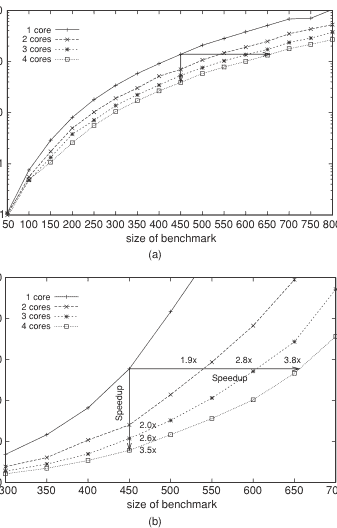 1 core
2 cores
3 cores
4 cores
1
1
50 100 150 200 250 300 350 400 450 500 550 600 650 700 750 800
size of benchmark
(a)
1 core
2 cores
3 cores
4 cores
1.9x 2.8x 3.8x
Speedup
Speedup
2.0x
2.6x
3.5x
300 350 400 450 500 550 600 650 700
size of benchmark
(b)